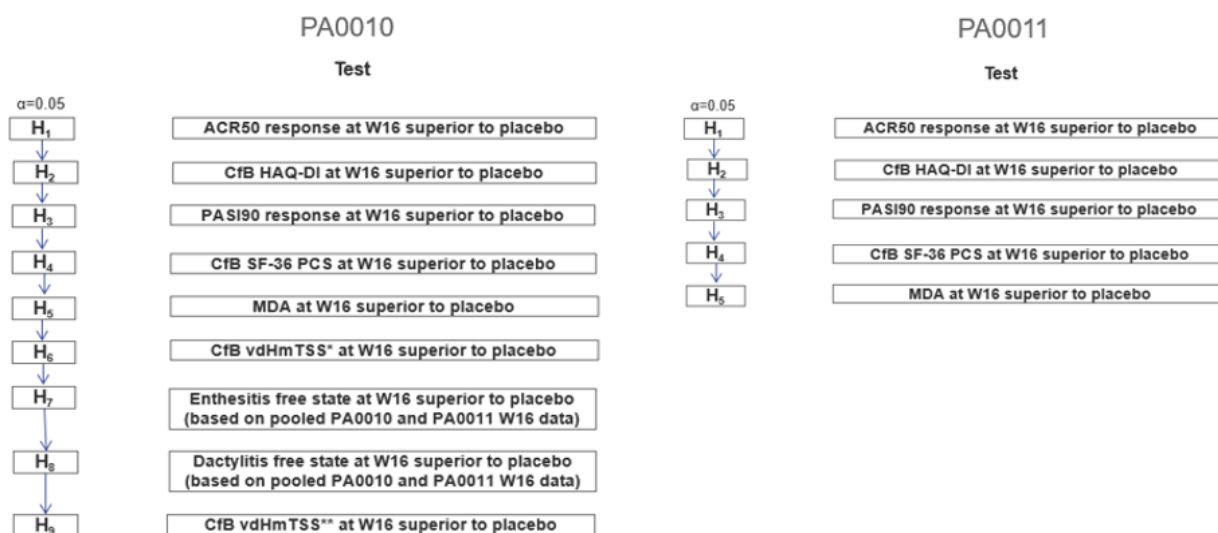 PA0010
Test
α=0.05
H1
ACR50 response at W16 superior to placebo
H2
CfB HAQ-DI at W16 superior to placebo
H3
PASI90 response at W16 superior to placebo
H4
CfB SF-36 PCS at W16 superior to placebo
H5
MDA at W16 superior to placebo
H6
CfB vdHmTSS* at W16 superior to placebo
H7
Enthesitis free state at W16 superior to placebo
(based on pooled PA0010 and PA0011 W16 data)
H8
Dactylitis free state at W16 superior to placebo
(based on pooled PA0010 and PA0011 W16 data)
H9
CfB vdHmTSS** at W16 superior to placebo
PA0011
Test
α=0.05
H1
ACR50 response at W16 superior to placebo
H2
CfB HAQ-DI at W16 superior to placebo
H3
PASI90 response at W16 superior to placebo
H4
CfB SF-36 PCS at W16 superior to placebo
H5
MDA at W16 superior to placebo